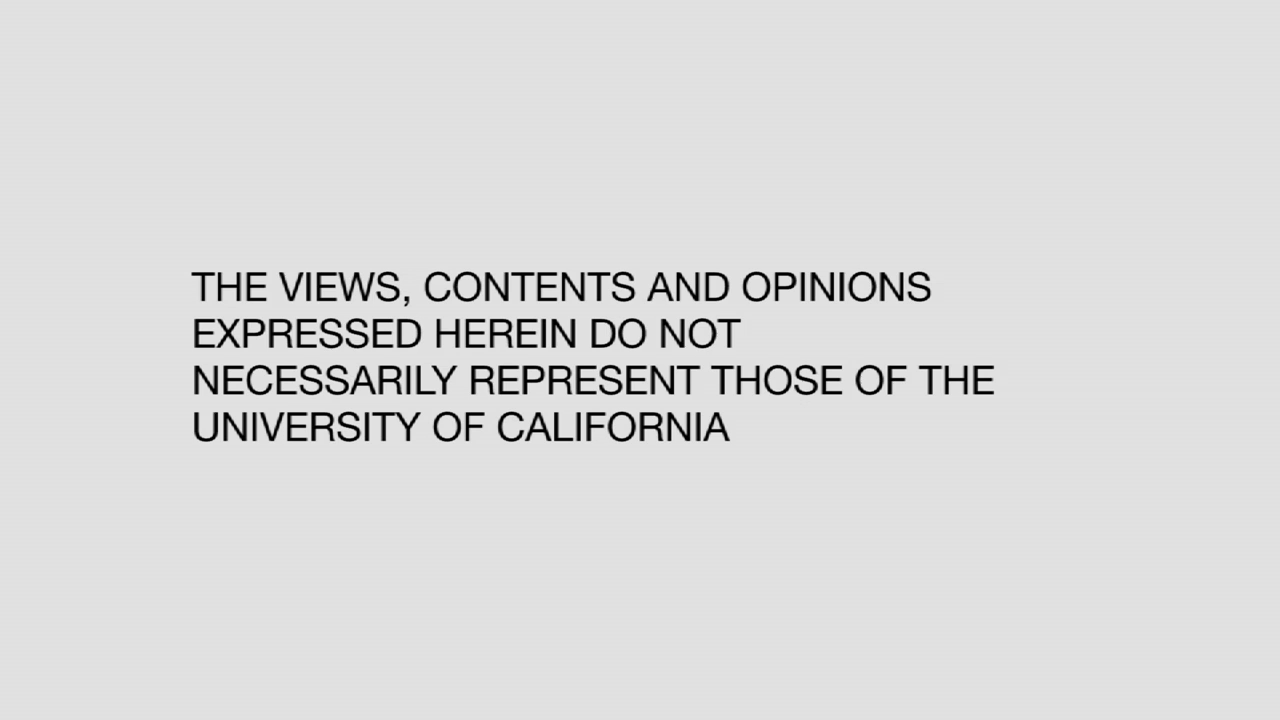 THE VIEWS, CONTENTS AND OPINIONS
EXPRESSED HEREIN DO NOT
NECESSARILY REPRESENT THOSE OF THE
UNIVERSITY OF CALIFORNIA